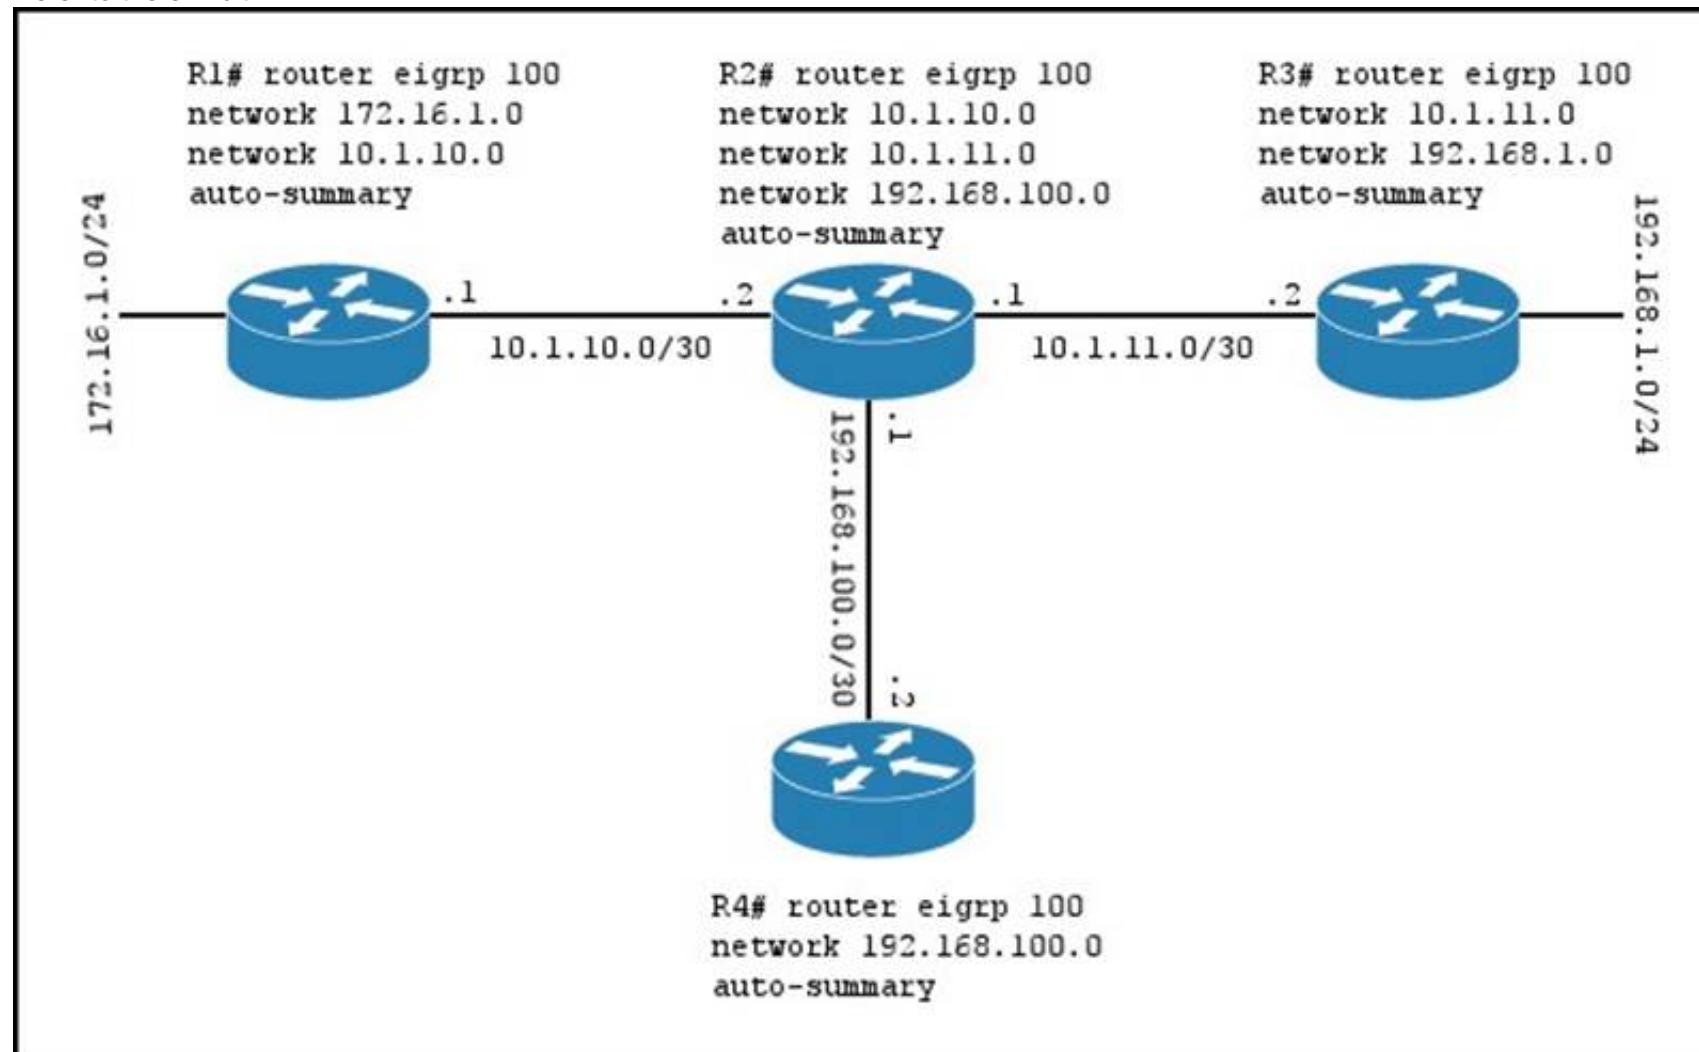 R1# router eigrp 100
network 172.16.1.0
network 10.1.10.0
auto-summary
R2# router eigrp 100
network 10.1.10.0
network 10.1.11.0
network 192.168.100.0
auto-summary
R3# router eigrp 100
network 10.1.11.0
network 192.168.1.0
auto-summary
172.16.1.0/24
.1
10.1.10.0/30
.2
.1
10.1.11.0/30
.2
192.168.1.0/24
.1
192.168.100.0/30
.2
R4# router eigrp 100
network 192.168.100.0
auto-summary